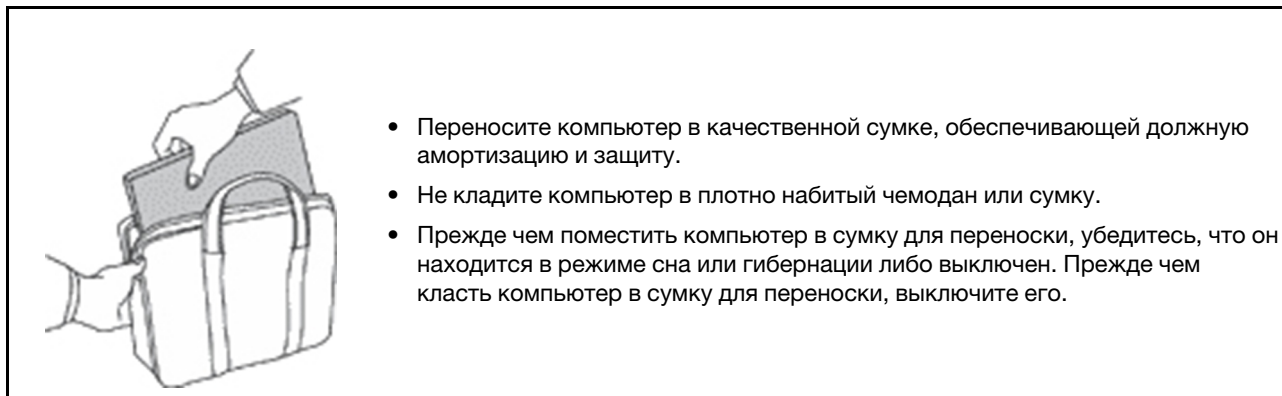 • Переносите компьютер в качественной сумке, обеспечивающей должную
амортизацию и защиту.
• Не кладите компьютер в плотно набитый чемодан или сумку.
• Прежде чем поместить компьютер в сумку для переноски, убедитесь, что он
находится в режиме сна или гибернации либо выключен. Прежде чем
класть компьютер в сумку для переноски, выключите его.